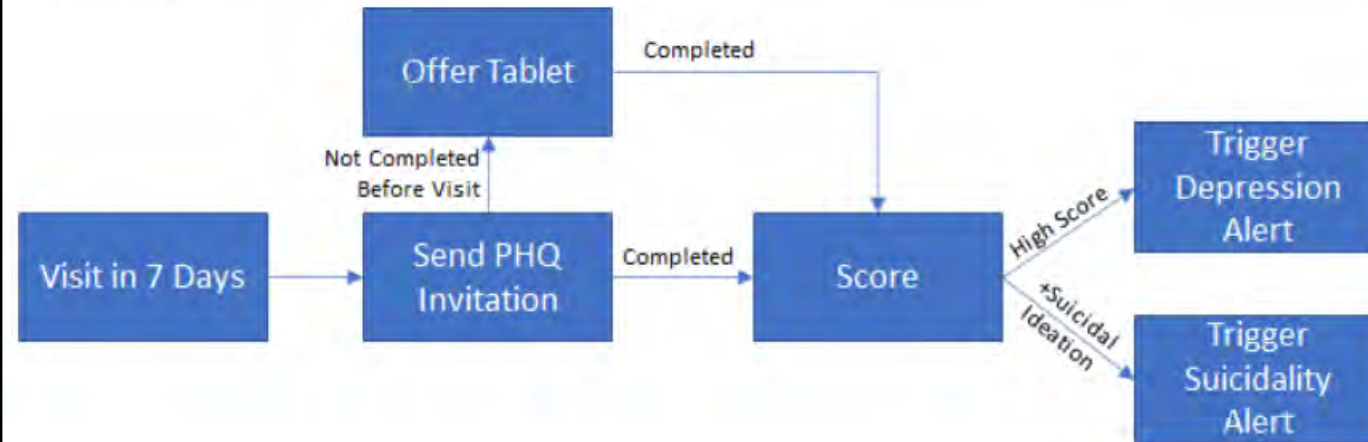 Offer Tablet
Completed
Not Completed
Before Visit
Visit in 7 Days
Send PHQ
Invitation
Completed
Score
High Score
Trigger
Depression
Alert
+Suicidal
Ideation
Trigger
Suicidality
Alert